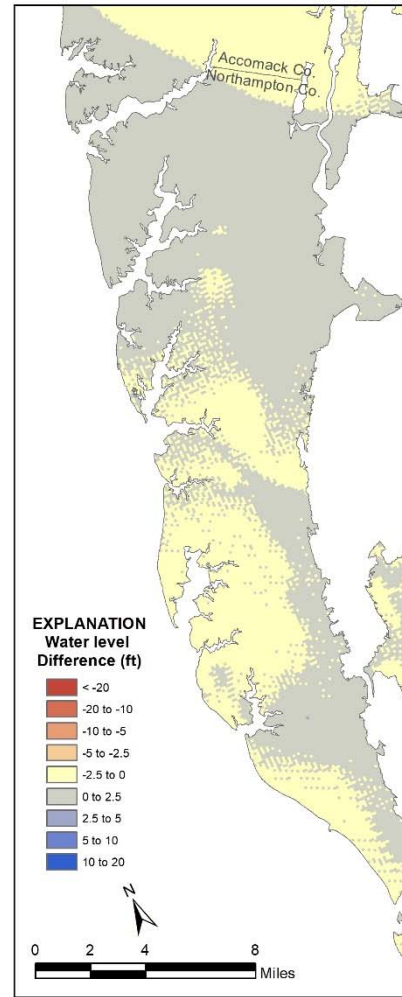 Accomack Co.
Northampton Co.
EXPLANATION
Water level
Difference (ft)
< -20
-20 to -10
-10 to -5
-5 to -2.5
-2.5 to 0
0 to 2.5
2.5 to 5
5 to 10
10 to 20
N
0 2 4 8
Miles